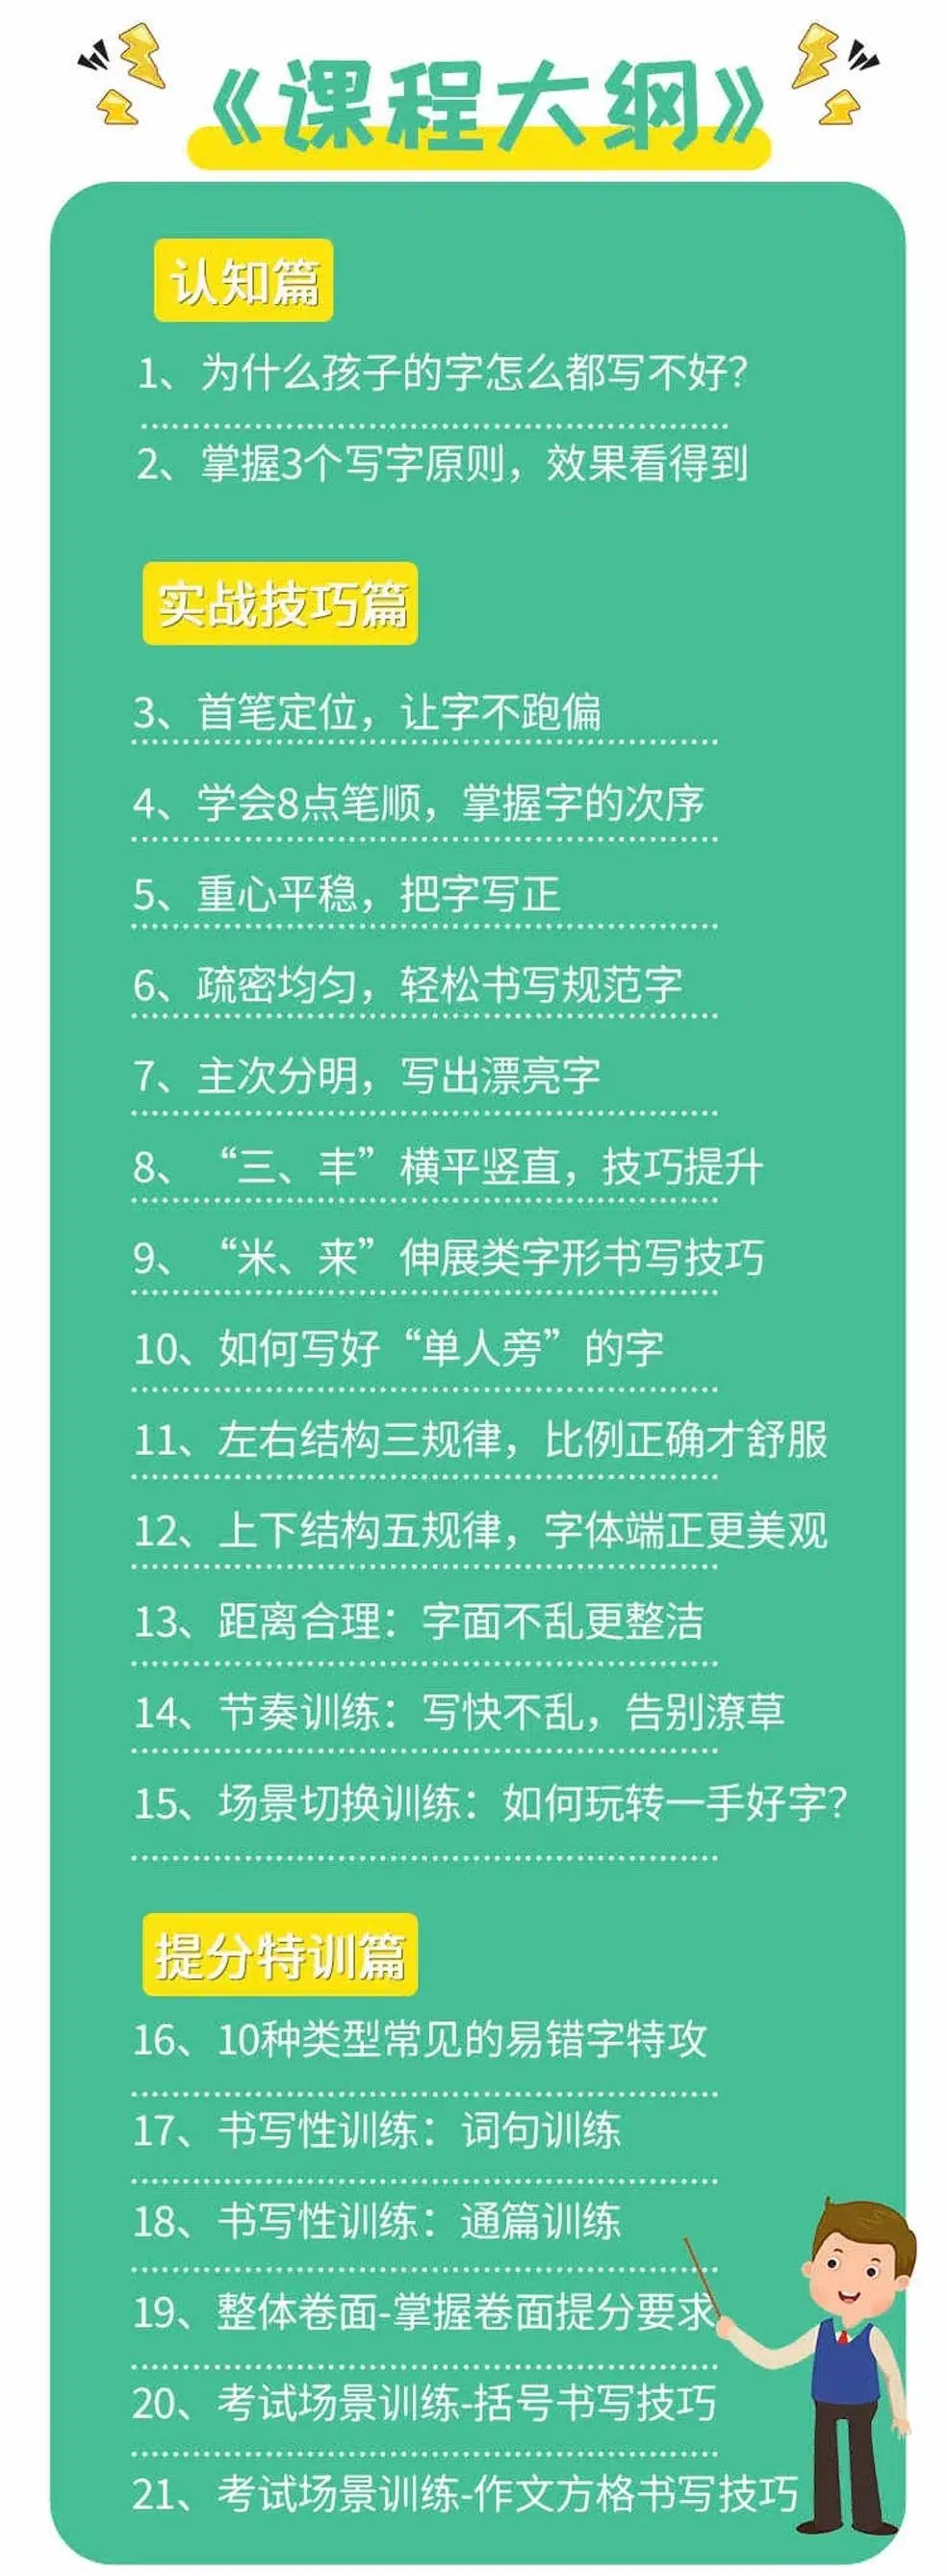 《课程大纲》
认知篇
1、为什么孩子的字怎么都写不好？
2、掌握3个写字原则，效果看得到
实战技巧篇
3、首笔定位，让字不跑偏
4、学会8点笔顺，掌握字的次序
5、重心平稳，把字写正
6、疏密均匀，轻松书写规范字
7、主次分明，写出漂亮字
8、“三、丰”横平竖直，技巧提升
9、“米、来”伸展类字形书写技巧
10、如何写好“单人旁”的字
11、左右结构三规律，比例正确才舒服
12、上下结构五规律，字体端正更美观
13、距离合理：字面不乱更整洁
14、节奏训练：写快不乱，告别潦草
15、场景切换训练：如何玩转一手好字？
提分特训篇
16、10种类型常见的易错字特攻
17、书写性训练：词句训练
18、书写性训练：通篇训练
19、整体卷面-掌握卷面提分要求
20、考试场景训练-括号书写技巧
21、考试场景训练-作文方格书写技巧